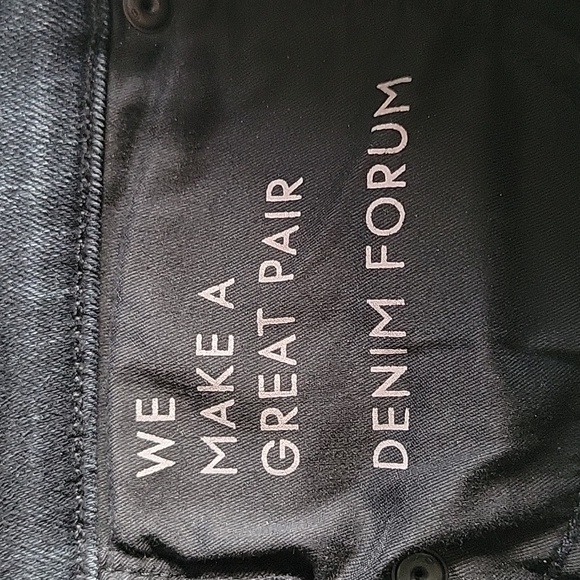 WE
MAKE A
GREAT PAIR
DENIM FORUM